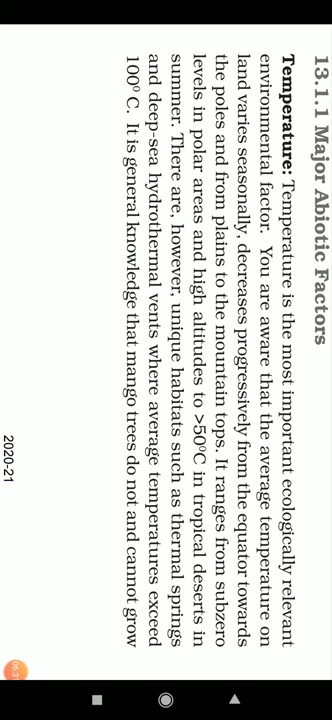 13.1.1 Major Abiotic Factors
Temperature: Temperature is the most important ecologically relevant
environmental factor. You are aware that the average temperature on
land varies seasonally, decreases progressively from the equator towards
the poles and from plains to the mountain tops. It ranges from subzero
levels in polar areas and high altitudes to >50⁰C in tropical deserts in
summer. There are, however, unique habitats such as thermal springs
and deep-sea hydrothermal vents where average temperatures exceed
100⁰ C. It is general knowledge that mango trees do not and cannot grow
2020-21